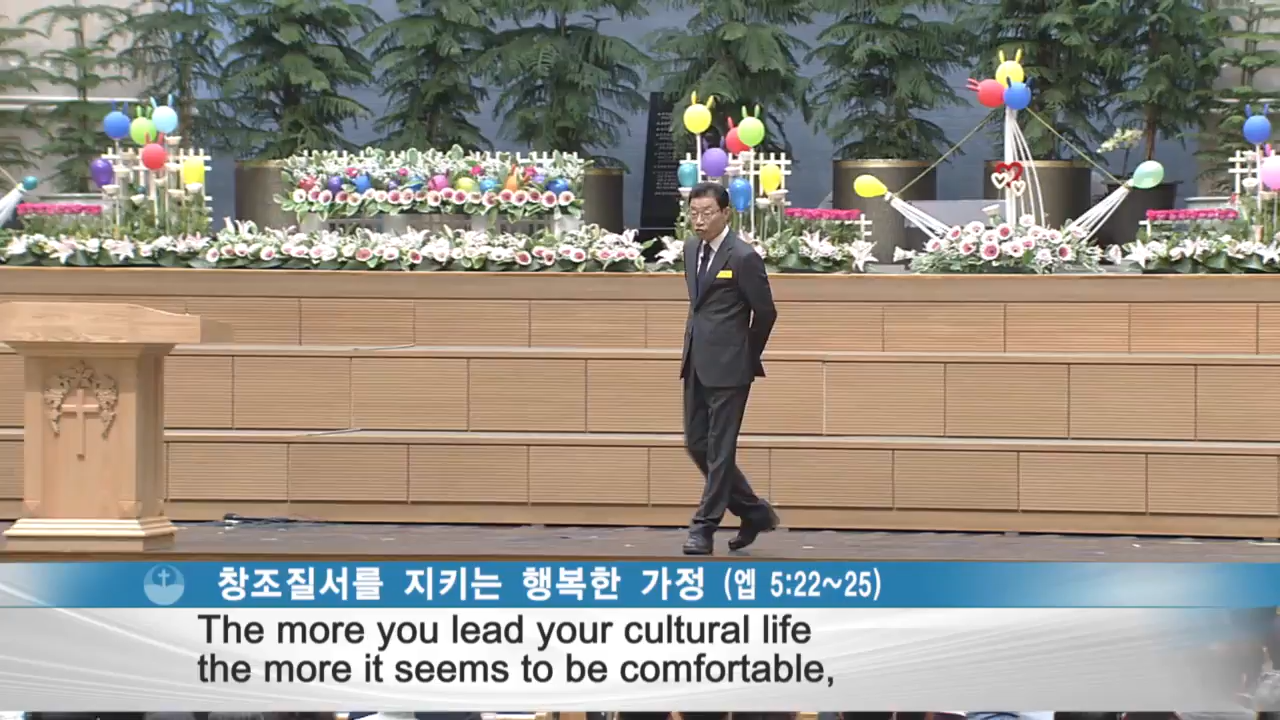 창조질서를 지키는 행복한 가정 (엡 5:22~25)
The more you lead your cultural life
the more it seems to be comfortable,